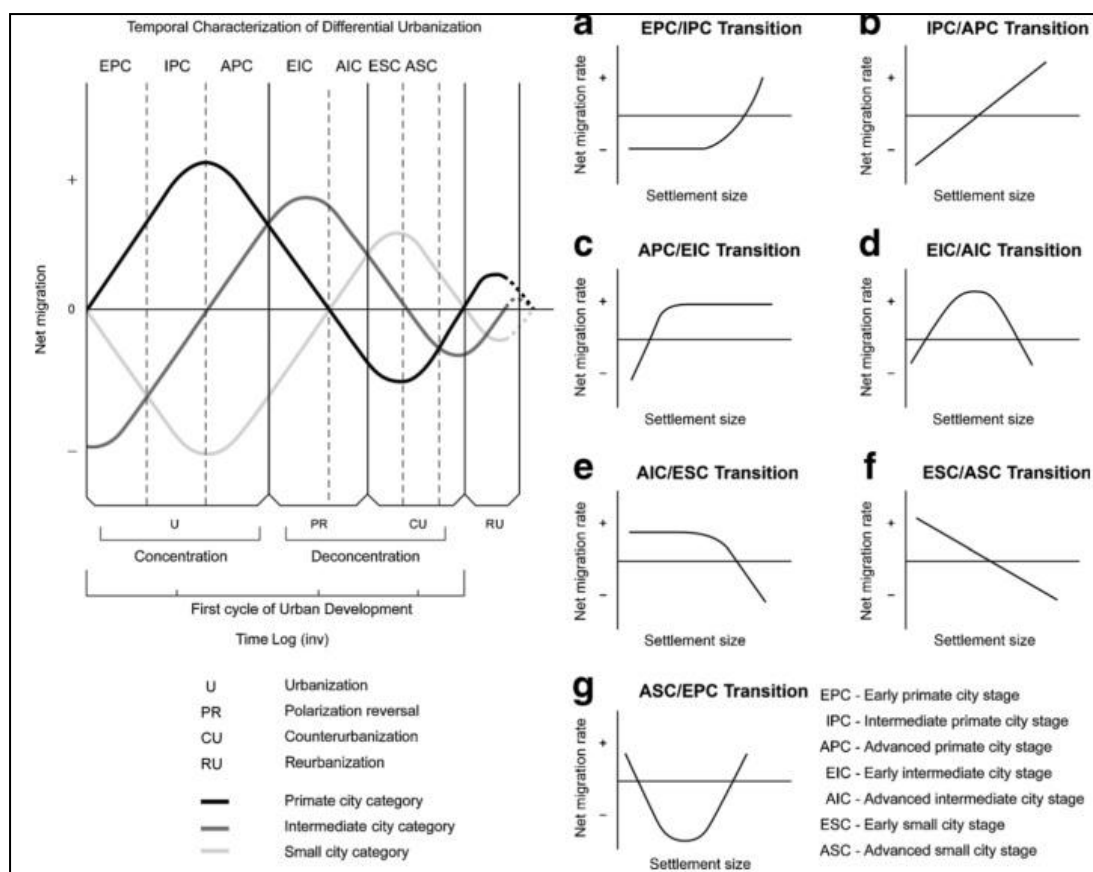 Temporal Characterization of Differential Urbanization
EPC IPC APC EIC AIC ESC ASC
+
0
–
Net migration
U PR CU RU
Concentration Deconcentration
First cycle of Urban Development
Time Log (inv)
U Urbanization
PR Polarization reversal
CU Counterurbanization
RU Reurbanization
Primate city category
Intermediate city category
Small city category
a EPC/IPC Transition
Net migration rate
+
–
Settlement size
b IPC/APC Transition
Net migration rate
+
–
Settlement size
c APC/EIC Transition
Net migration rate
+
–
Settlement size
d EIC/AIC Transition
Net migration rate
+
–
Settlement size
e AIC/ESC Transition
Net migration rate
+
–
Settlement size
f ESC/ASC Transition
Net migration rate
+
–
Settlement size
g ASC/EPC Transition
Net migration rate
+
–
Settlement size
EPC - Early primate city stage
IPC - Intermediate primate city stage
APC - Advanced primate city stage
EIC - Early intermediate city stage
AIC - Advanced intermediate city stage
ESC - Early small city stage
ASC - Advanced small city stage